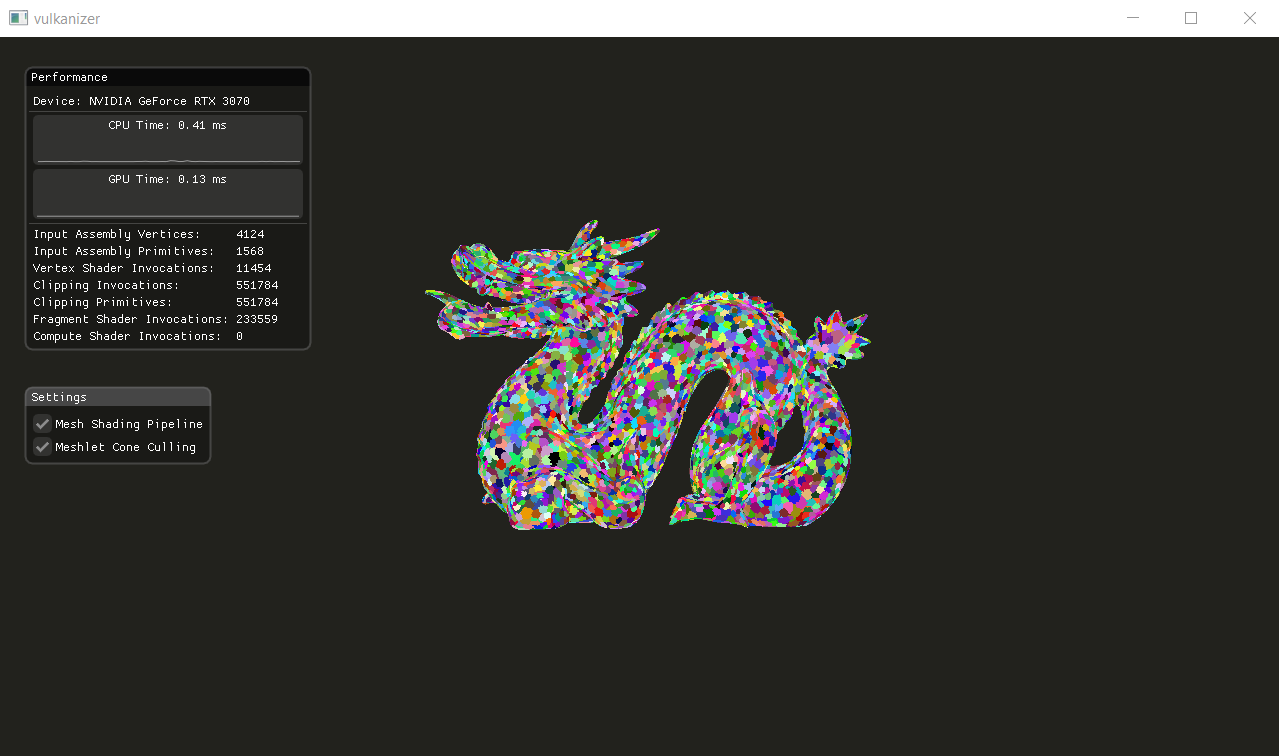 vulkanizer
Performance
Device: NVIDIA GeForce RTX 3070
CPU Time: 0.41 ms
GPU Time: 0.13 ms
Input Assembly Vertices: 4124
Input Assembly Primitives: 1568
Vertex Shader Invocations: 11454
Clipping Invocations: 551784
Clipping Primitives: 551784
Fragment Shader Invocations: 233559
Compute Shader Invocations: 0
Settings
Mesh Shading Pipeline
Meshlet Cone Culling